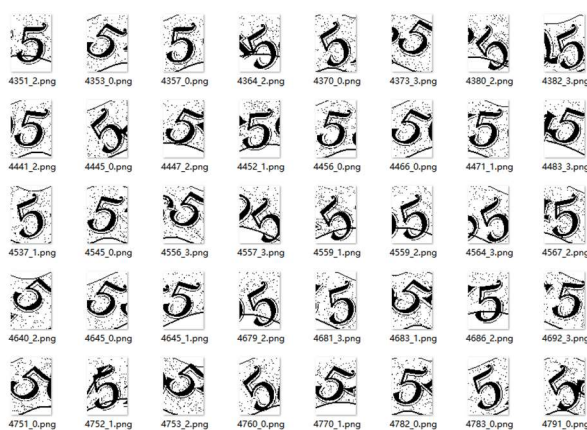 5 5 5 5 5 5 5 5
4351_2.png 4353_0.png 4357_0.png 4364_2.png 4370_0.png 4373_3.png 4380_2.png 4382_3.png
5 5 5 5 5 5 5 5
4441_2.png 4445_0.png 4447_2.png 4452_1.png 4456_0.png 4466_0.png 4471_1.png 4483_3.png
5 5 5 5 5 5 5 5
4537_1.png 4545_0.png 4556_3.png 4557_3.png 4559_1.png 4559_2.png 4564_3.png 4567_2.png
5 5 5 5 5 5 5 5
4640_2.png 4645_0.png 4645_1.png 4679_2.png 4681_3.png 4683_1.png 4686_2.png 4692_3.png
5 5 5 5 5 5 5 5
4751_0.png 4752_1.png 4753_2.png 4760_0.png 4770_1.png 4782_0.png 4783_0.png 4791_0.png